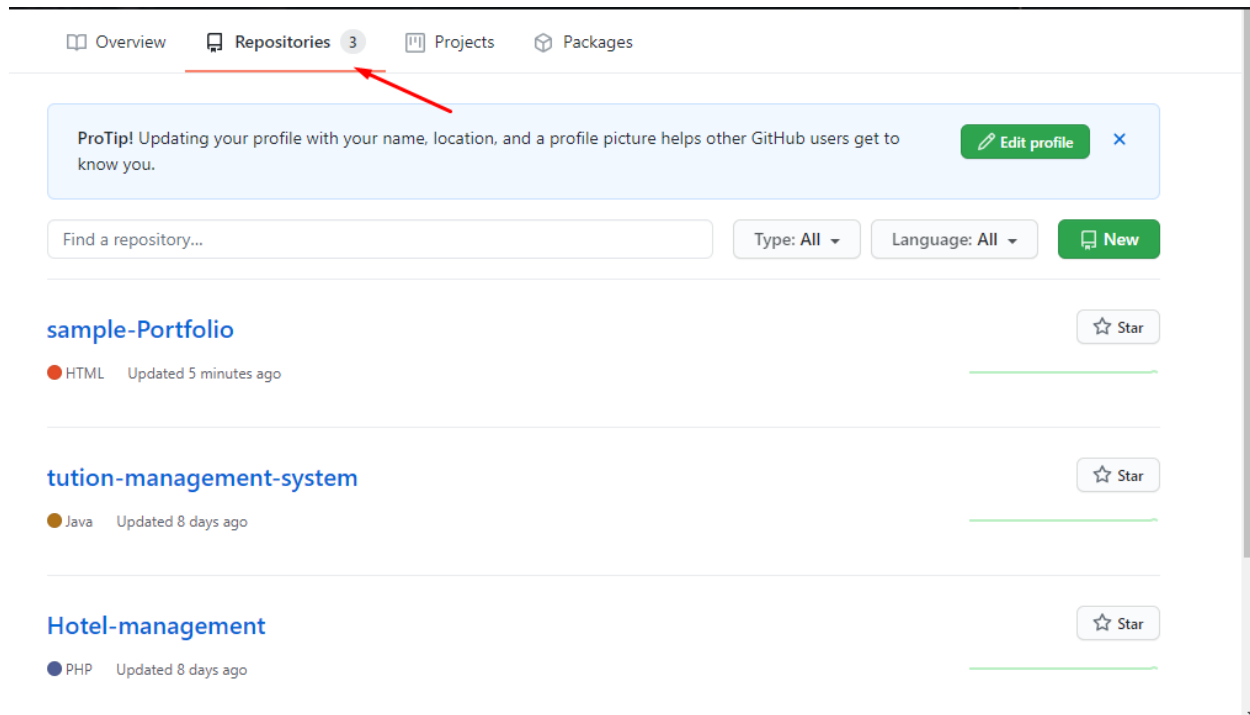 Overview Repositories 3 Projects Packages
ProTip! Updating your profile with your name, location, and a profile picture helps other GitHub users get to
know you.
Edit profile
Find a repository... Type: All Language: All New
sample-Portfolio
Star
HTML Updated 5 minutes ago
tution-management-system
Star
Java Updated 8 days ago
Hotel-management
Star
PHP Updated 8 days ago